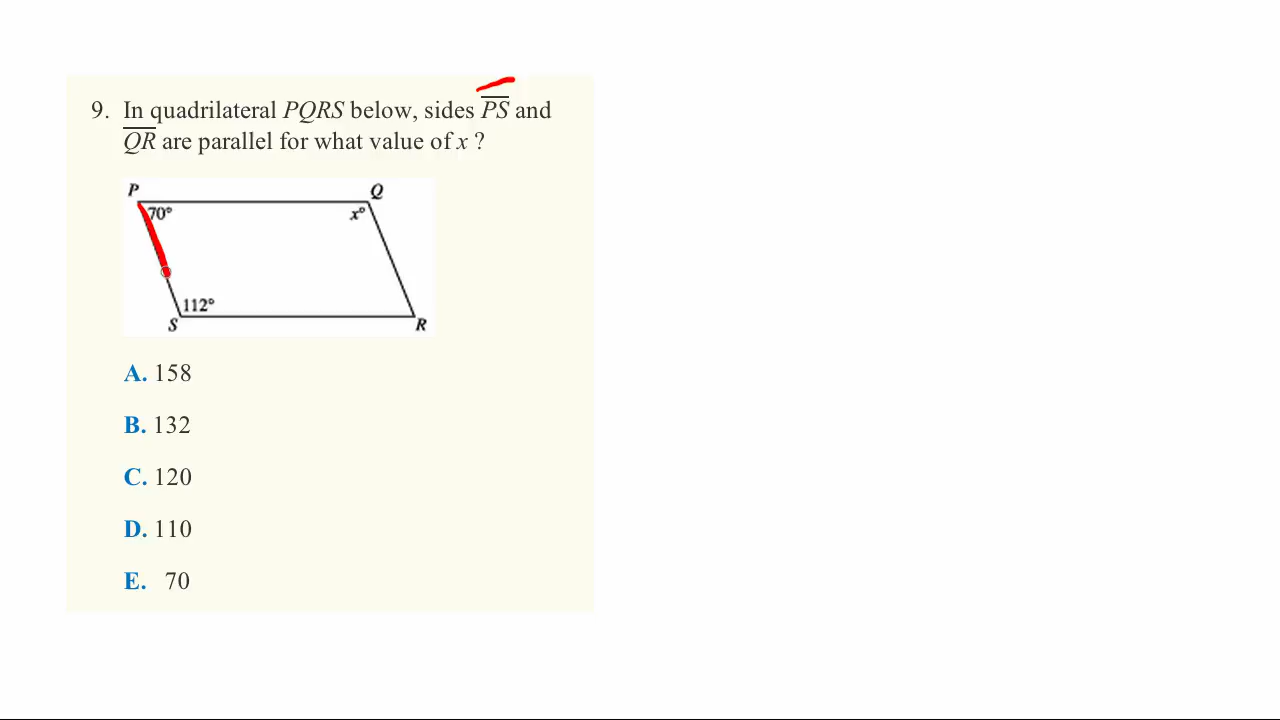 9. In quadrilateral PQRS below, sides PS and
QR are parallel for what value of x ?
P
Q
70°
x°
112°
S
R
A. 158
B. 132
C. 120
D. 110
E. 70